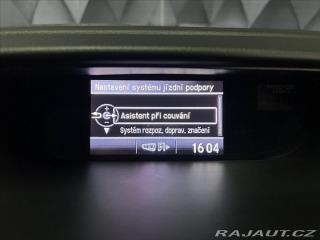 Nastavení systému jízdní podpory
Asistent při couvání
Systém rozpoz. doprav. značení
16:04
RAJAUT.CZ